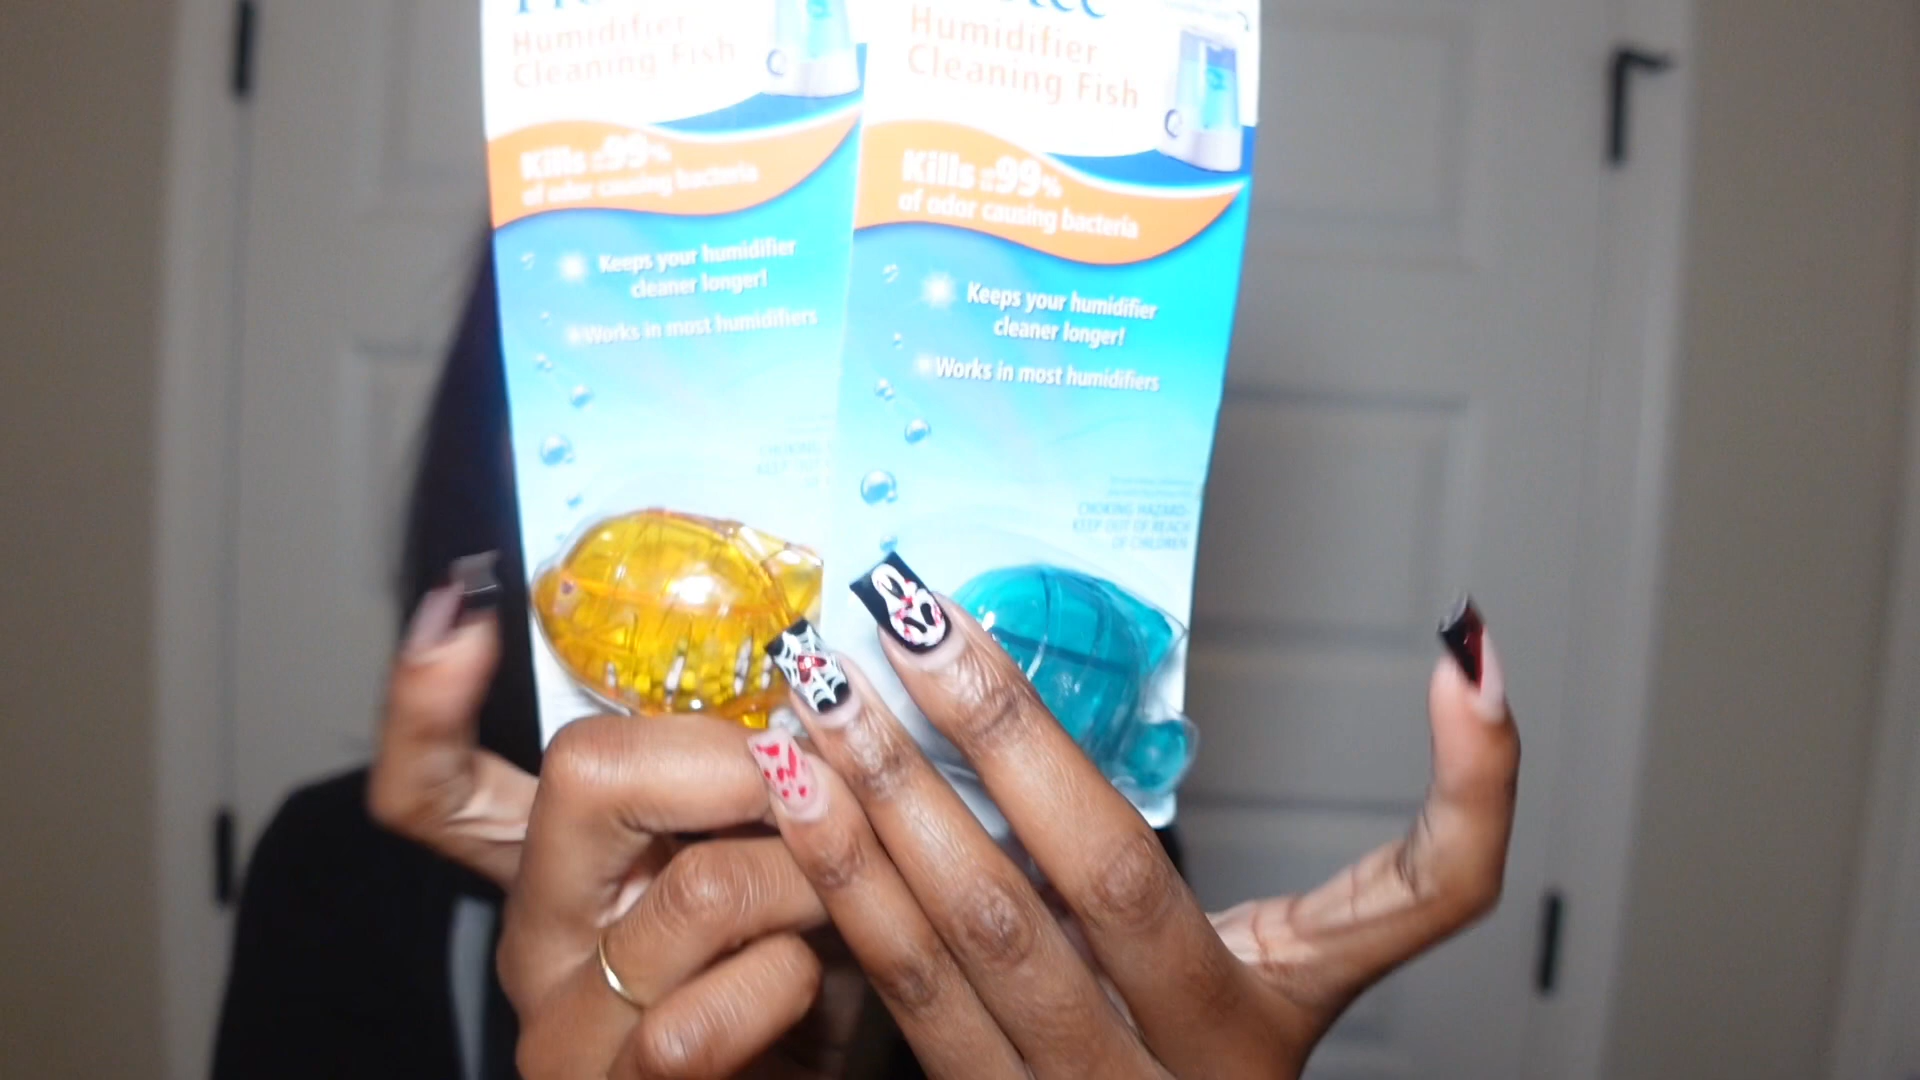 Humidifier
Cleaning Fish
Kills ≤99%
of odor causing bacteria
Keeps your humidifier
cleaner longer!
Works in most humidifiers
Humidifier
Cleaning Fish
Kills ≤99%
of odor causing bacteria
Keeps your humidifier
cleaner longer!
Works in most humidifiers
CHOKING HAZARD-
KEEP OUT OF REACH
OF CHILDREN